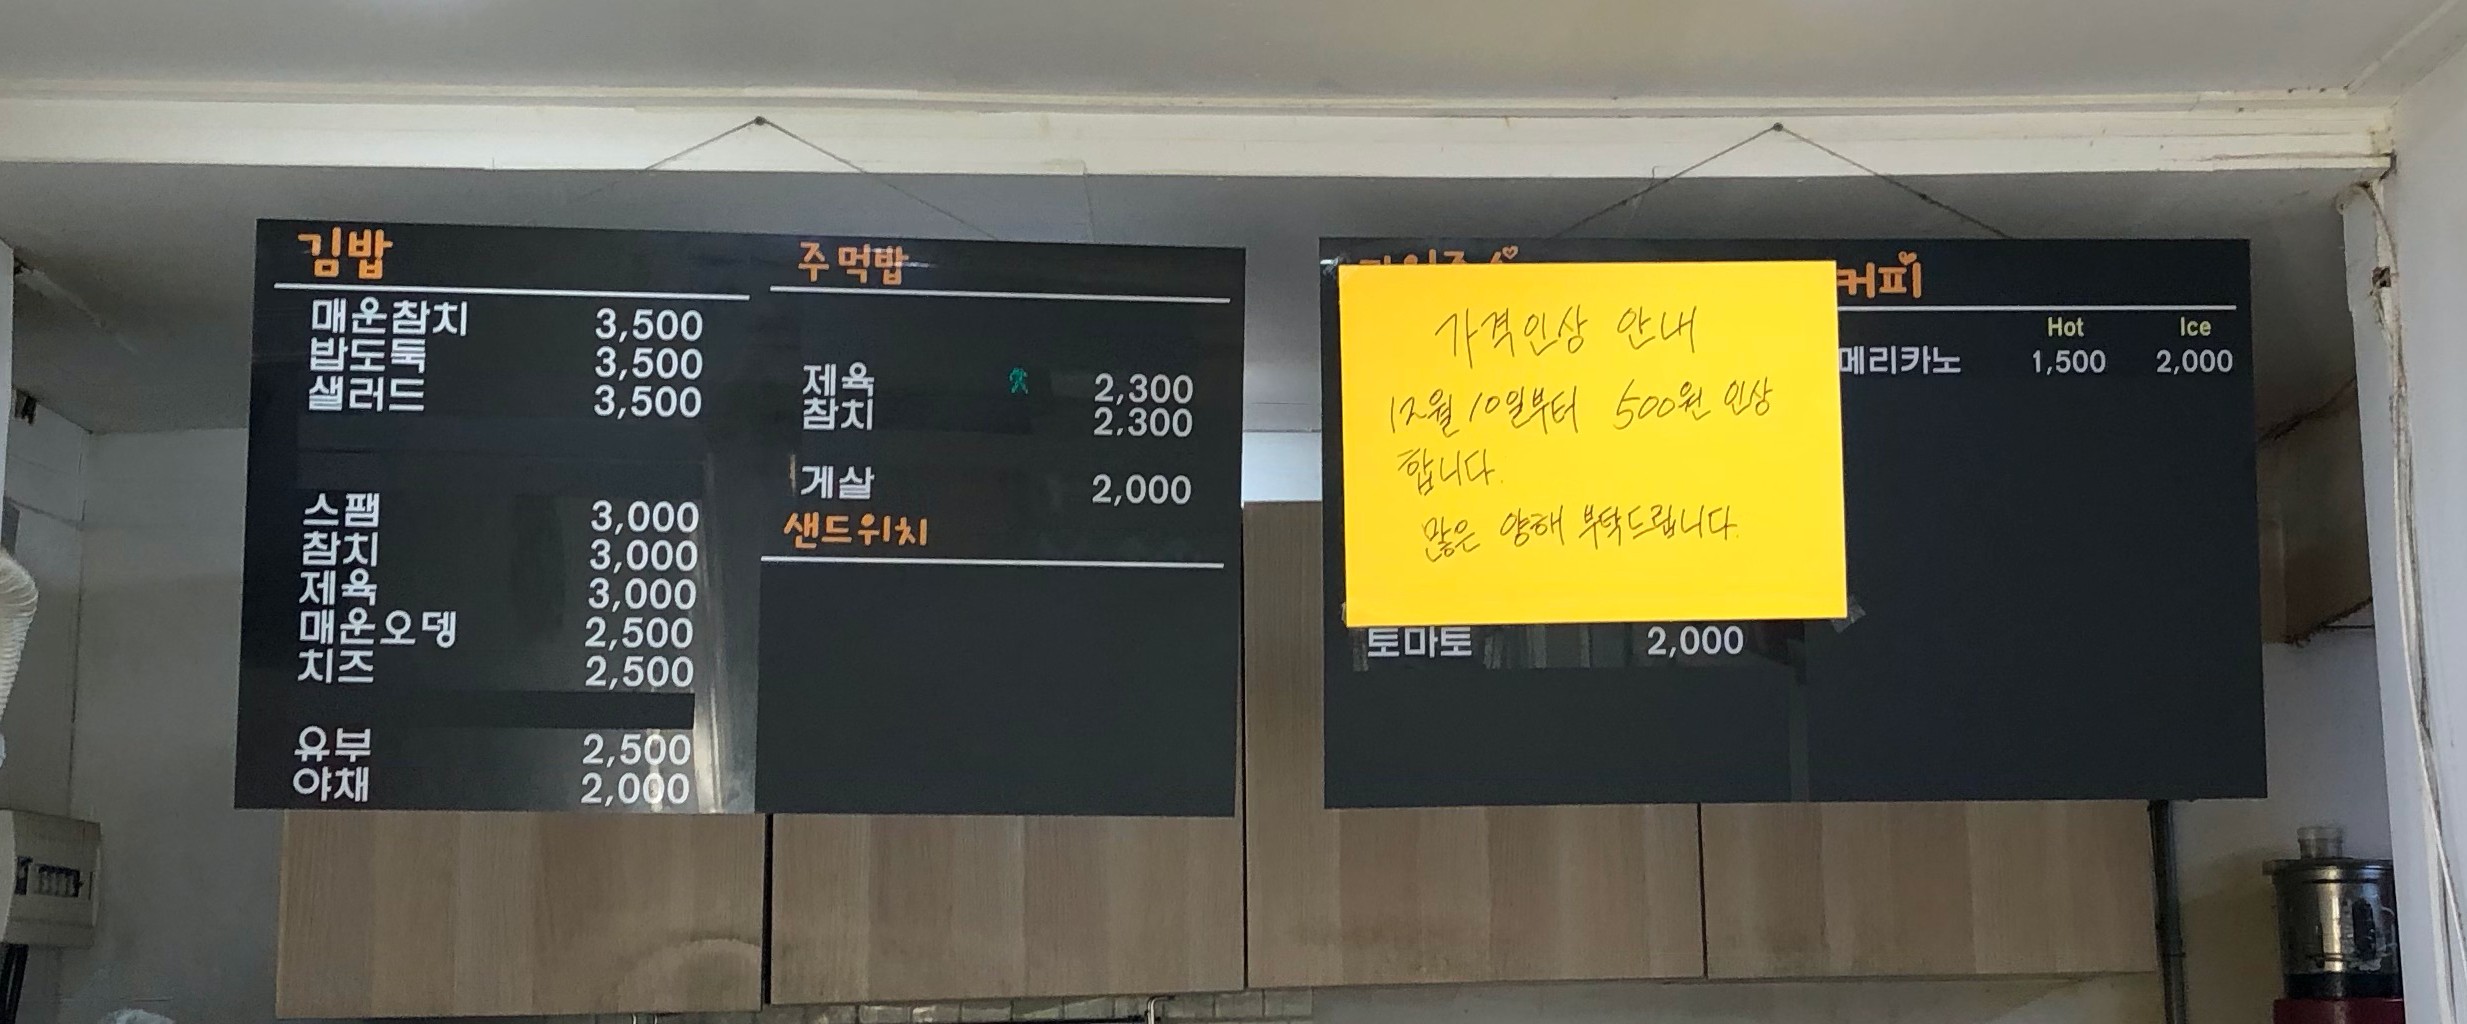 김밥
매운참치 3,500
밥도둑 3,500
샐러드 3,500
스팸 3,000
참치 3,000
제육 3,000
매운오뎅 2,500
치즈 2,500
유부 2,500
야채 2,000
주먹밥
제육 2,300
참치 2,300
게살 2,000
샌드위치
가격인상 안내
12월 10일부터 500원 인상
합니다.
많은 양해 부탁드립니다.
토마토 2,000
커피
Hot Ice
메리카노 1,500 2,000